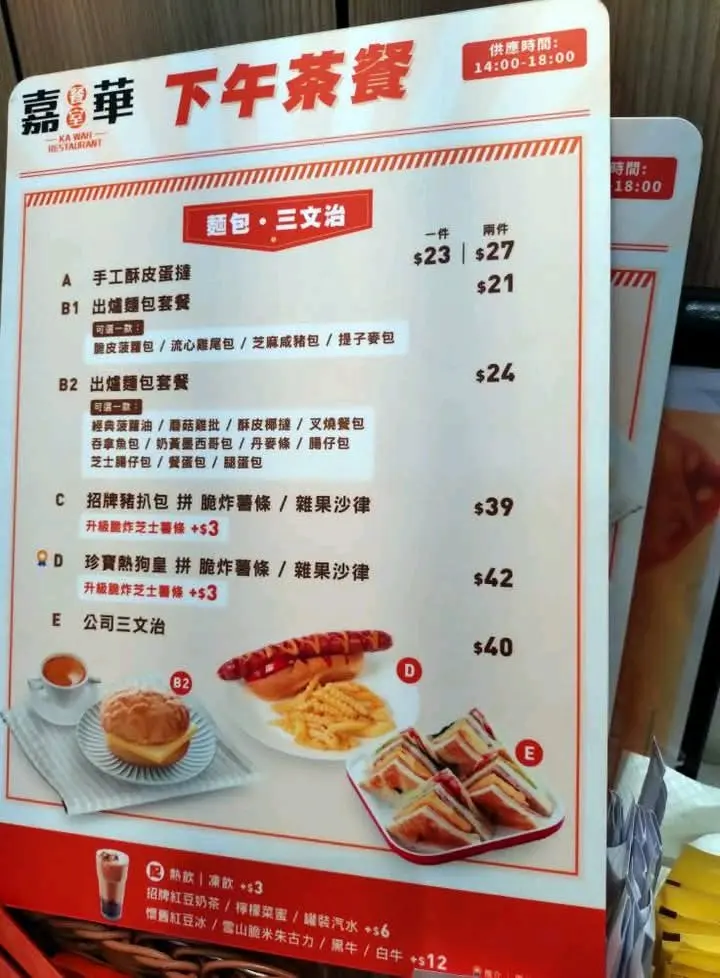 嘉餐室華
KA WAH
RESTAURANT
下午茶餐
供應時間:
14:00-18:00
時間:
-18:00
麵包・三文治
一件 兩件
A 手工酥皮蛋撻 $23 | $27
B1 出爐麵包套餐 $21
可選一款:
脆皮菠蘿包 / 流心雞尾包 / 芝麻咸豬包 / 提子麥包
B2 出爐麵包套餐 $24
可選一款:
經典菠蘿油 / 蘑菇雞批 / 酥皮椰撻 / 叉燒餐包
吞拿魚包 / 奶黃墨西哥包 / 丹麥條 / 腸仔包
芝士腸仔包 / 餐蛋包 / 腿蛋包
C 招牌豬扒包 拼 脆炸薯條 / 雜果沙律 $39
升級脆炸芝士薯條 +$3
D 珍寶熱狗皇 拼 脆炸薯條 / 雜果沙律 $42
升級脆炸芝士薯條 +$3
E 公司三文治 $40
B2
D
E
配 熱飲 | 凍飲 +$3
招牌紅豆奶茶 / 檸檬菜蜜 / 罐裝汽水 +$6
懷舊紅豆冰 / 雪山脆米朱古力 / 黑牛 / 白牛 +$12